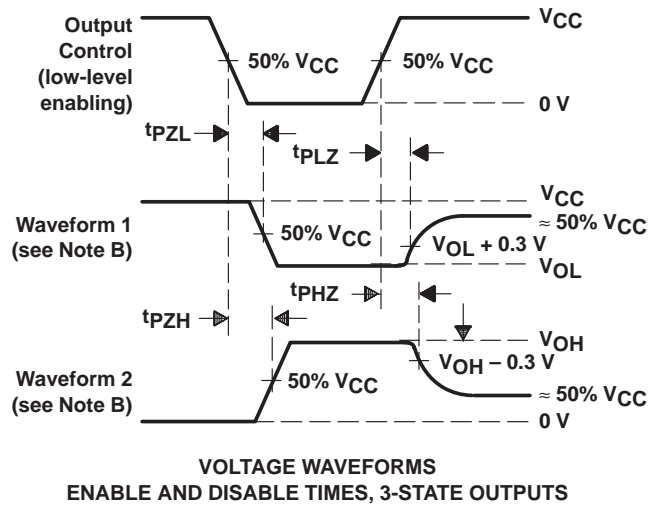 Output
Control
(low-level
enabling)
VCC
50% VCC
50% VCC
0 V
tPZL
tPLZ
VCC
Waveform 1
(see Note B)
50% VCC
≈ 50% VCC
VOL + 0.3 V
VOL
tPHZ
tPZH
VOH
VOH – 0.3 V
Waveform 2
(see Note B)
50% VCC
≈ 50% VCC
0 V
VOLTAGE WAVEFORMS
ENABLE AND DISABLE TIMES, 3-STATE OUTPUTS